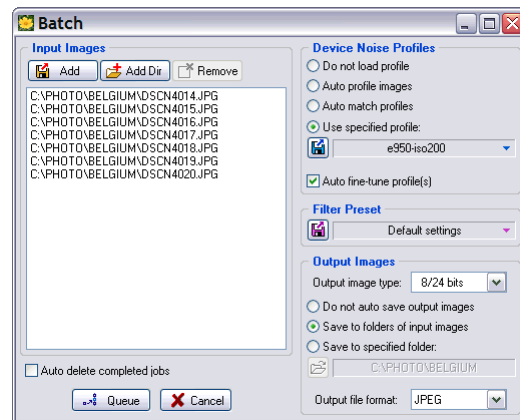 Batch
Input Images
Add
Add Dir
Remove
C:\PHOTO\BELGIUM\DSCN4014.JPG
C:\PHOTO\BELGIUM\DSCN4015.JPG
C:\PHOTO\BELGIUM\DSCN4016.JPG
C:\PHOTO\BELGIUM\DSCN4017.JPG
C:\PHOTO\BELGIUM\DSCN4018.JPG
C:\PHOTO\BELGIUM\DSCN4019.JPG
C:\PHOTO\BELGIUM\DSCN4020.JPG
Auto delete completed jobs
Queue
Cancel
Device Noise Profiles
Do not load profile
Auto profile images
Auto match profiles
Use specified profile:
e950-iso200
Auto fine-tune profile(s)
Filter Preset
Default settings
Output Images
Output image type: 8/24 bits
Do not auto save output images
Save to folders of input images
Save to specified folder:
C:\PHOTO\BELGIUM
Output file format: JPEG